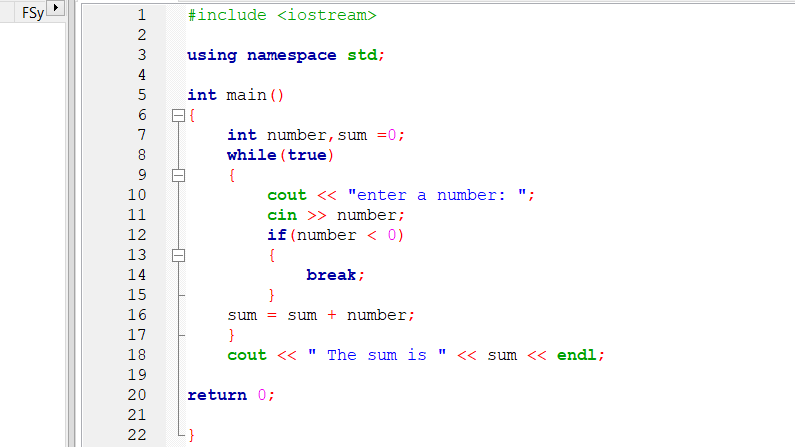 FSy
1 #include <iostream>
2
3 using namespace std;
4
5 int main()
6 {
7 int number,sum =0;
8 while(true)
9 {
10 cout << "enter a number: ";
11 cin >> number;
12 if(number < 0)
13 {
14 break;
15 }
16 sum = sum + number;
17 }
18 cout << " The sum is " << sum << endl;
19
20 return 0;
21
22 }